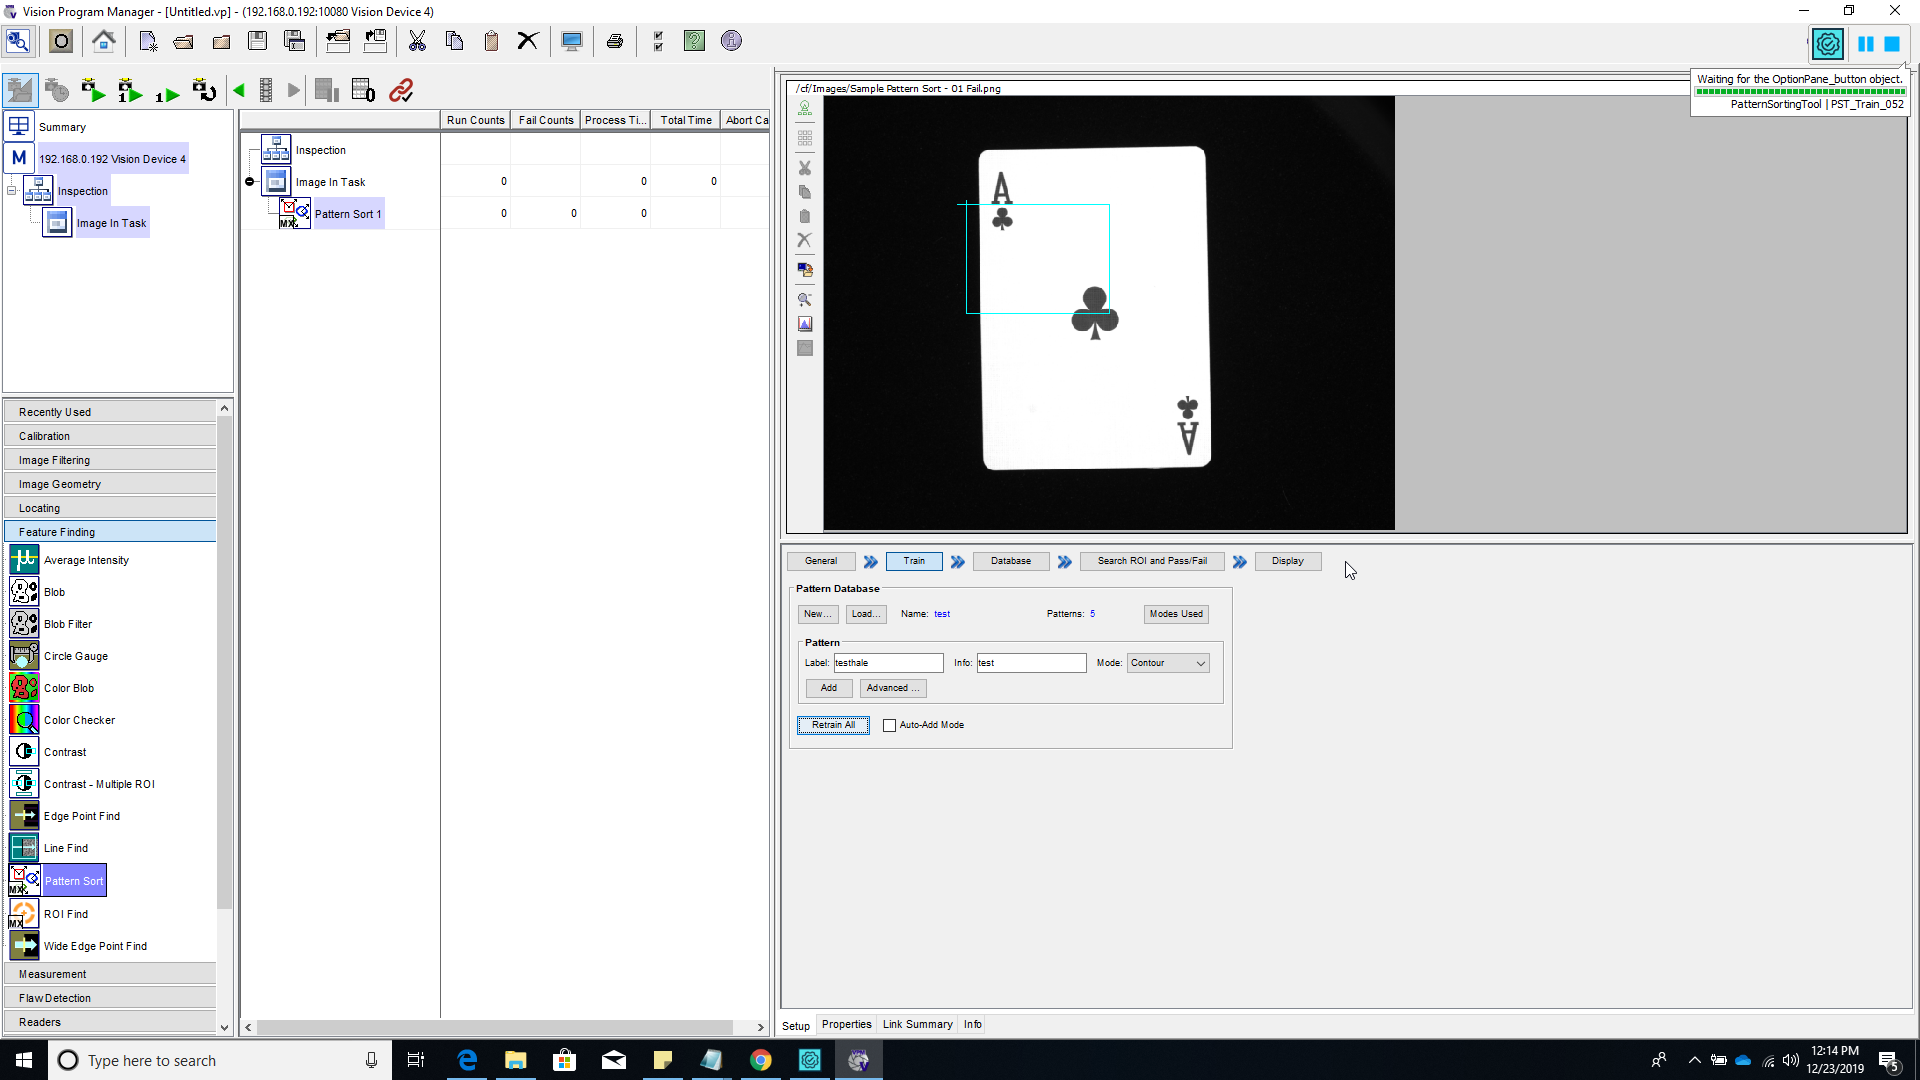 Vision Program Manager - [Untitled.vp] - (192.168.0.192:10080 Vision Device 4)
Waiting for the OptionPane_button object.
PatternSortingTool | PST_Train_052
Summary
M 192.168.0.192 Vision Device 4
Inspection
Image In Task
Run Counts Fail Counts Process Ti... Total Time Abort Ca
Inspection
Image In Task 0 0 0
MX Pattern Sort 1 0 0 0
/cf/Images/Sample Pattern Sort - 01 Fail.png
A
A
Recently Used
Calibration
Image Filtering
Image Geometry
Locating
Feature Finding
Average Intensity
Blob
Blob Filter
Circle Gauge
Color Blob
Color Checker
Contrast
Contrast - Multiple ROI
Edge Point Find
Line Find
MX Pattern Sort
MX ROI Find
Wide Edge Point Find
Measurement
Flaw Detection
Readers
General Train Database Search ROI and Pass/Fail Display
Pattern Database
New... Load... Name: test Patterns: 5 Modes Used
Pattern
Label: testhale Info: test Mode: Contour
Add Advanced ...
Retrain All Auto-Add Mode
Setup Properties Link Summary Info
Type here to search
12:14 PM
12/23/2019
5